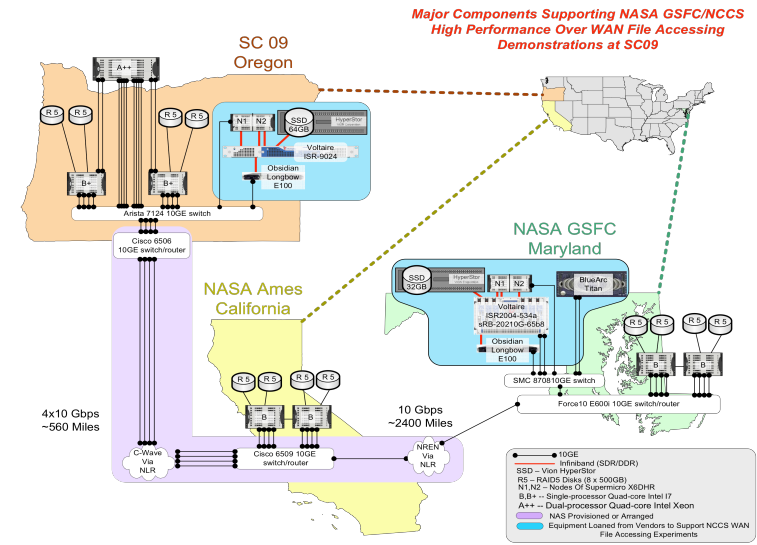 Major Components Supporting NASA GSFC/NCCS
High Performance Over WAN File Accessing
Demonstrations at SC09
SC 09
Oregon
A++
R 5
R 5
R 5
R 5
B+
B+
N1
N2
SSD
64GB
HyperStor
Voltaire
ISR-9024
Obsidian
Longbow
E100
Arista 7124 10GE switch
Cisco 6506
10GE switch/router
NASA GSFC
Maryland
SSD
32GB
HyperStor
N1
N2
BlueArc
Titan
Voltaire
ISR2004-534a
sRB-20210G-65b8
Obsidian
Longbow
E100
R 5
R 5
R 5
R 5
B
B
SMC 870810GE switch
Force10 E600i 10GE switch/router
NASA Ames
California
R 5
R 5
R 5
R 5
B
B
4x10 Gbps
~560 Miles
10 Gbps
~2400 Miles
C-Wave
Via
NLR
Cisco 6509 10GE
switch/router
NREN
Via
NLR
10GE
Infiniband (SDR/DDR)
SSD – Vion HyperStor
R5 – RAID5 Disks (8 x 500GB)
N1,N2 – Nodes Of Supermicro X6DHR
B,B+ -- Single-processor Quad-core Intel I7
A++ -- Dual-processor Quad-core Intel Xeon
NAS Provisioned or Arranged
Equipment Loaned from Vendors to Support NCCS WAN
File Accessing Experiments